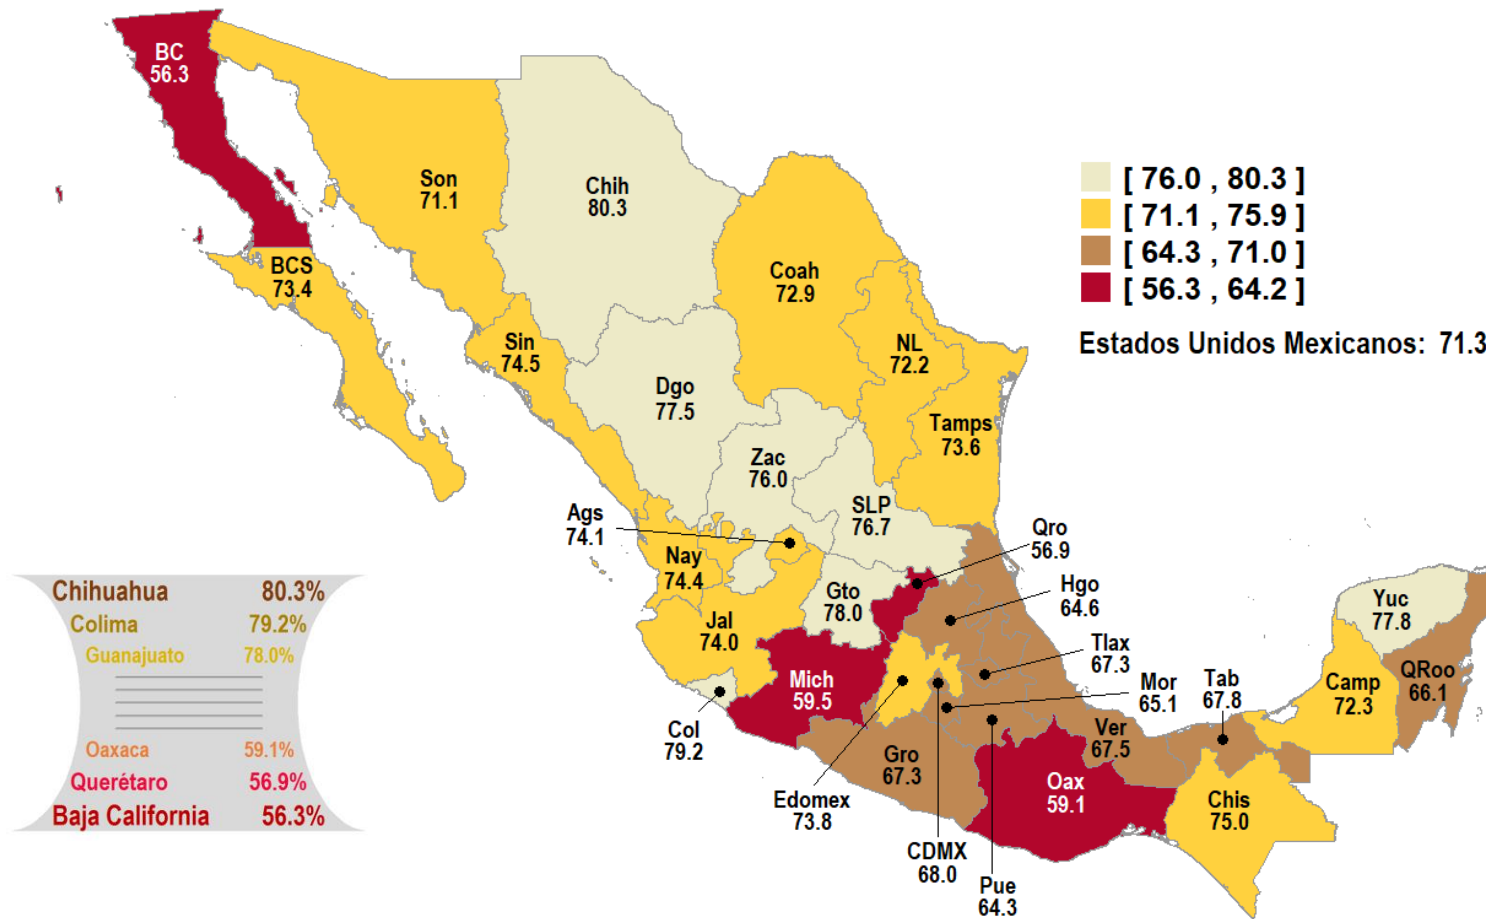 BC
56.3
Son
71.1
Chih
80.3
[ 76.0 , 80.3 ]
[ 71.1 , 75.9 ]
[ 64.3 , 71.0 ]
[ 56.3 , 64.2 ]
Estados Unidos Mexicanos: 71.3
BCS
73.4
Coah
72.9
Sin
74.5
NL
72.2
Dgo
77.5
Tamps
73.6
Zac
76.0
SLP
76.7
Ags
74.1
Qro
56.9
Nay
74.4
Hgo
64.6
Gto
78.0
Yuc
77.8
Jal
74.0
Tlax
67.3
Mich
59.5
Mor
65.1
Tab
67.8
Camp
72.3
QRoo
66.1
Col
79.2
Ver
67.5
Gro
67.3
Oax
59.1
Edomex
73.8
Chis
75.0
CDMX
68.0
Pue
64.3
Chihuahua 80.3%
Colima 79.2%
Guanajuato 78.0%
Oaxaca 59.1%
Querétaro 56.9%
Baja California 56.3%